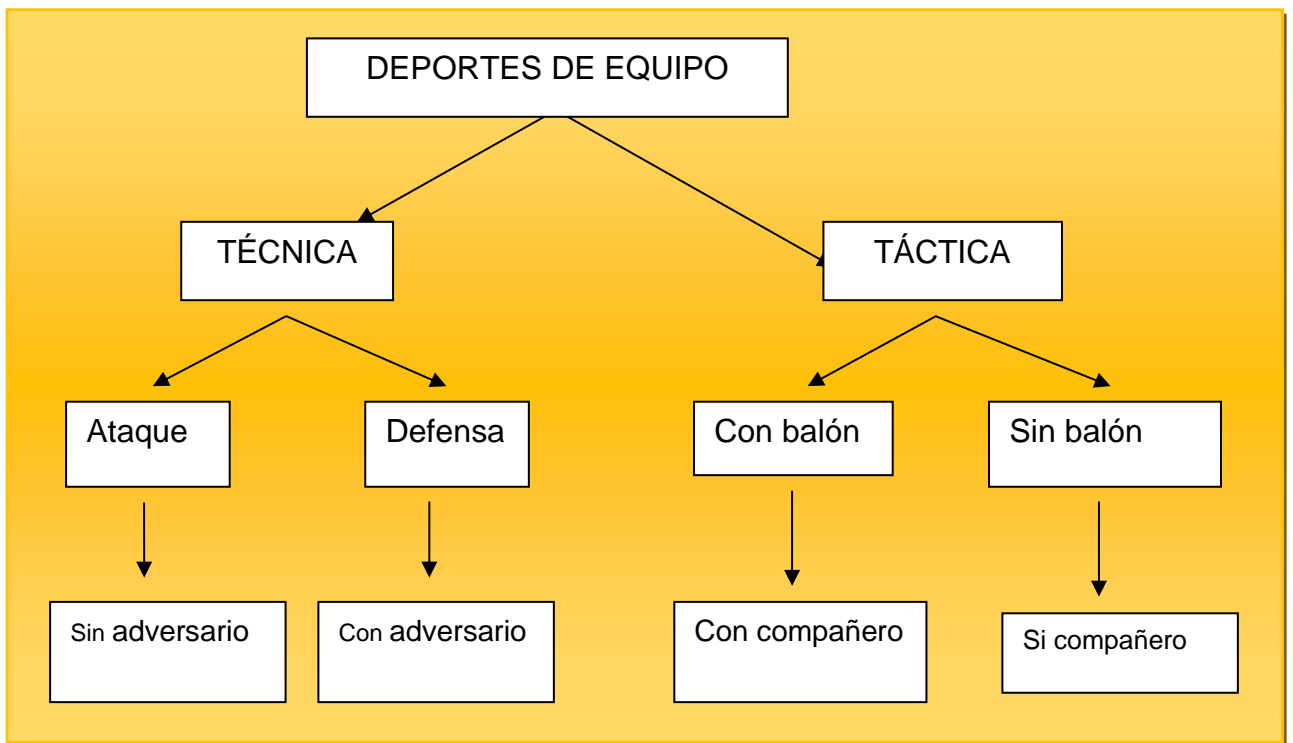 DEPORTES DE EQUIPO
TÉCNICA
TÁCTICA
Ataque
Defensa
Con balón
Sin balón
Sin adversario
Con adversario
Con compañero
Si compañero